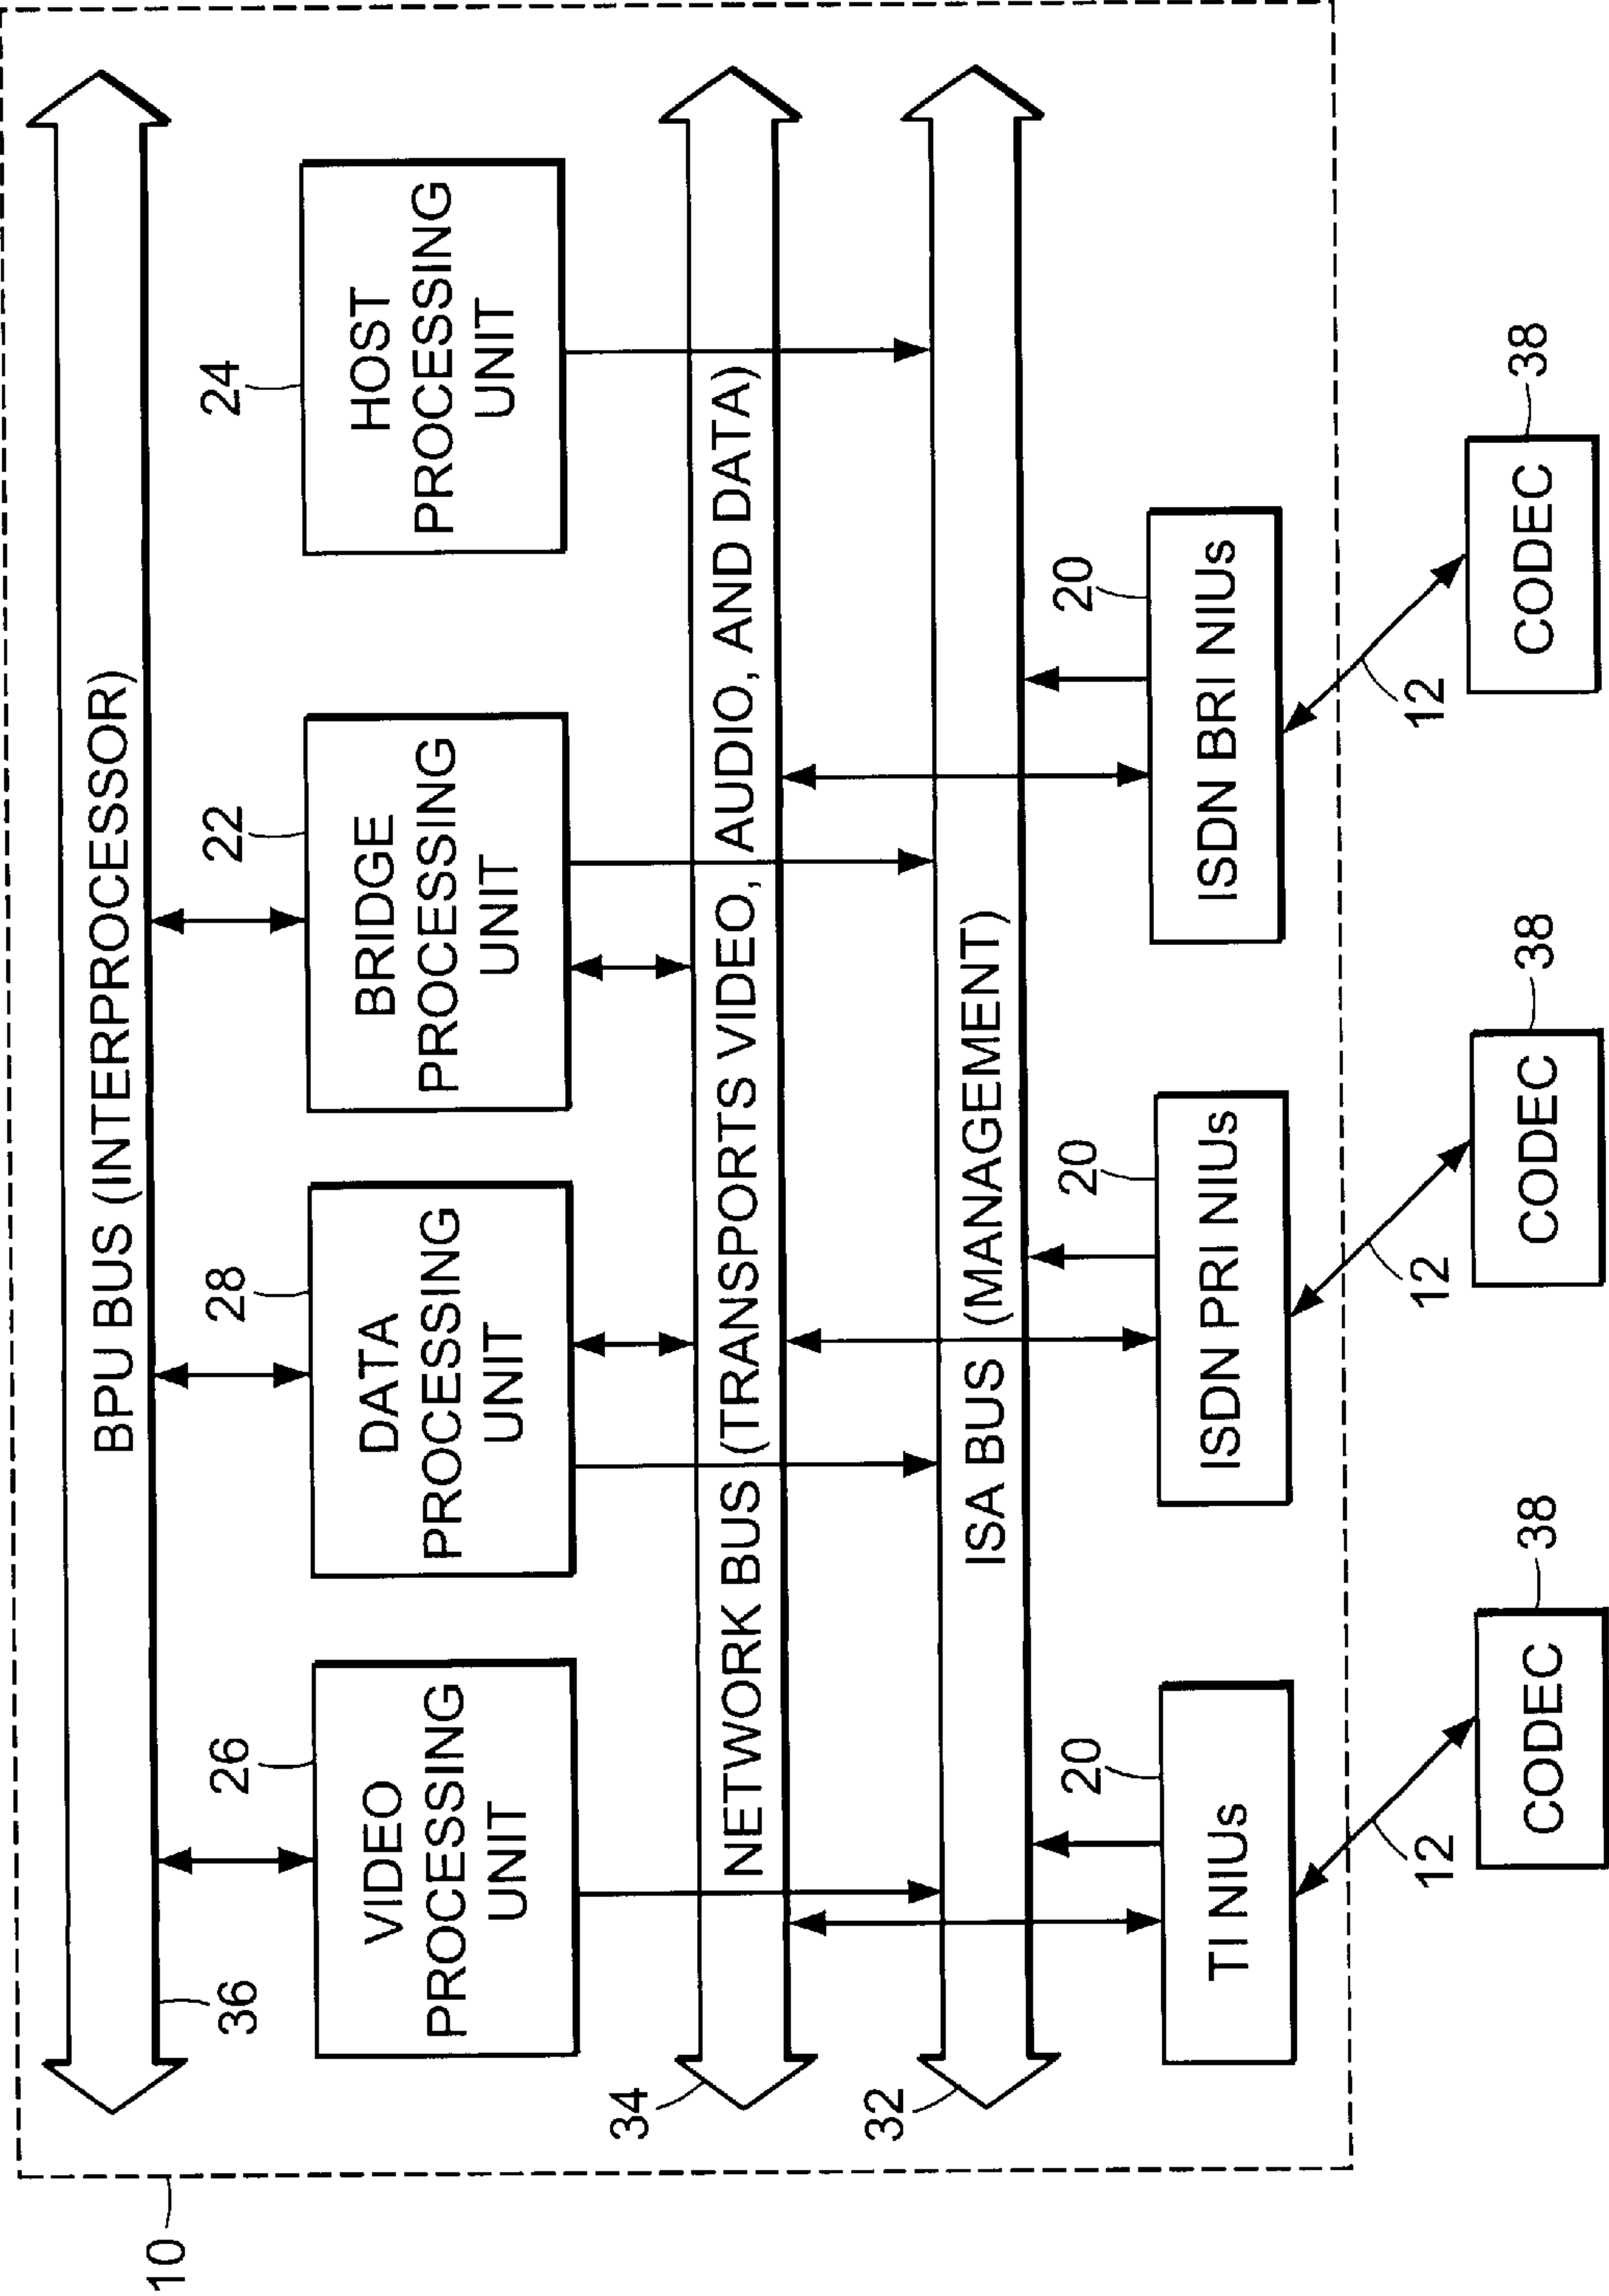 10
36
BPU BUS (INTERPROCESSOR)
26
VIDEO
PROCESSING
UNIT
28
DATA
PROCESSING
UNIT
22
BRIDGE
PROCESSING
UNIT
24
HOST
PROCESSING
UNIT
34
NETWORK BUS (TRANSPORTS VIDEO, AUDIO, AND DATA)
32
ISA BUS (MANAGEMENT)
20
TI NIUs
20
ISDN PRI NIUs
20
ISDN BRI NIUs
12
12
12
38
CODEC
38
CODEC
38
CODEC